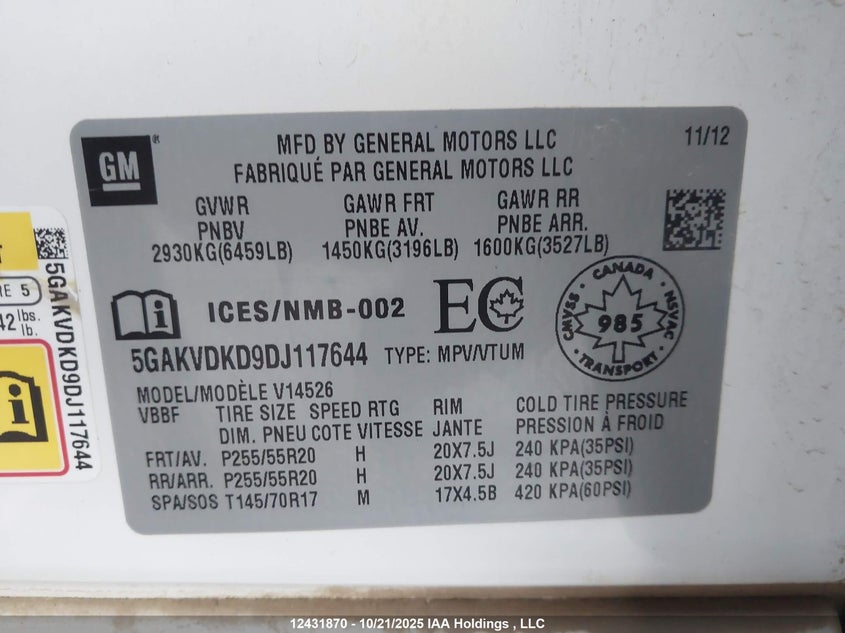 GM
MFD BY GENERAL MOTORS LLC
FABRIQUÉ PAR GENERAL MOTORS LLC
11/12
GVWR GAWR FRT GAWR RR
PNBV PNBE AV. PNBE ARR.
2930KG(6459LB) 1450KG(3196LB) 1600KG(3527LB)
ICES/NMB-002
EC
CANADA
CMVSS 985 NSVAC
TRANSPORT
5GAKVDKD9DJ117644 TYPE: MPV/VTUM
MODEL/MODÈLE V14526
VBBF TIRE SIZE SPEED RTG RIM COLD TIRE PRESSURE
DIM. PNEU COTE VITESSE JANTE PRESSION À FROID
FRT/AV. P255/55R20 H 20X7.5J 240 KPA(35PSI)
RR/ARR. P255/55R20 H 20X7.5J 240 KPA(35PSI)
SPA/SOS T145/70R17 M 17X4.5B 420 KPA(60PSI)
5
lbs.
lb.
5GAKVDKD9DJ117644
12431870 - 10/21/2025 IAA Holdings , LLC